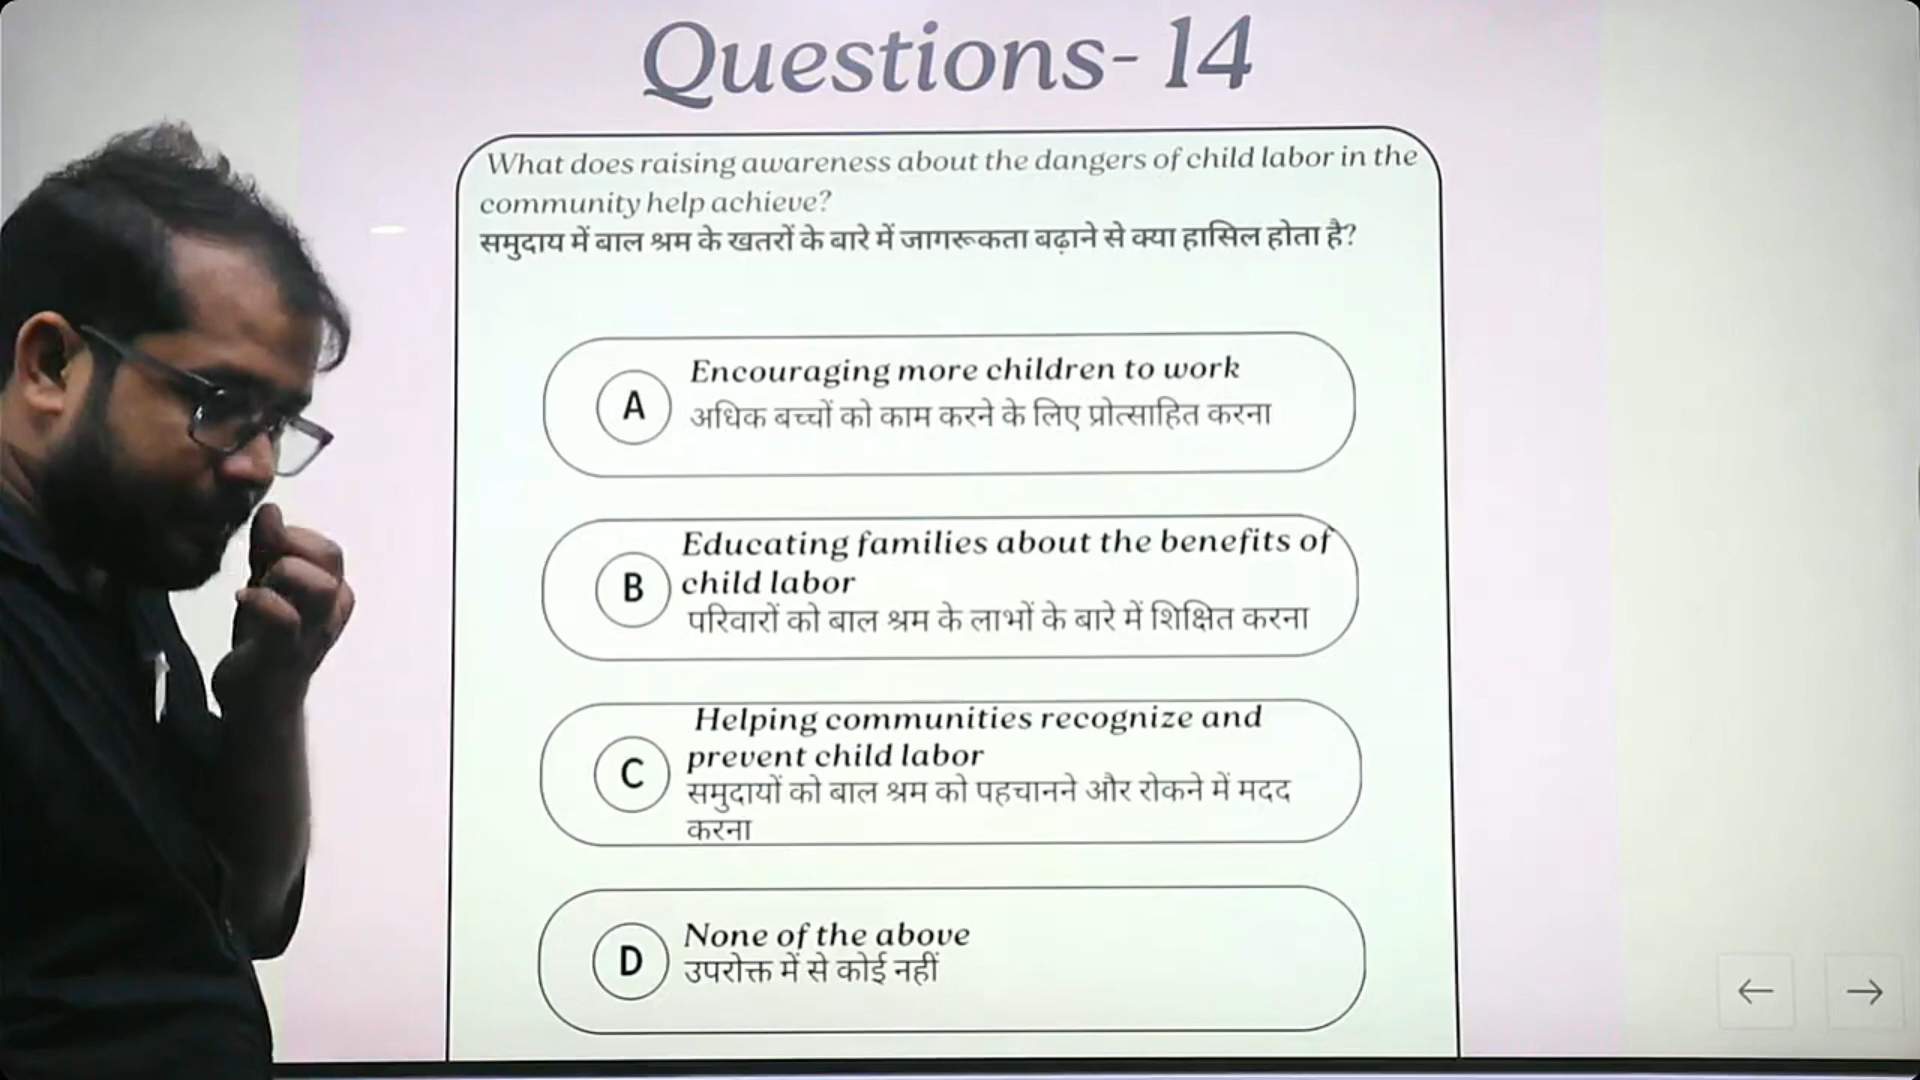 Questions- 14
What does raising awareness about the dangers of child labor in the
community help achieve?
समुदाय में बाल श्रम के खतरों के बारे में जागरूकता बढ़ाने से क्या हासिल होता है?
A
Encouraging more children to work
अधिक बच्चों को काम करने के लिए प्रोत्साहित करना
B
Educating families about the benefits of
child labor
परिवारों को बाल श्रम के लाभों के बारे में शिक्षित करना
C
Helping communities recognize and
prevent child labor
समुदायों को बाल श्रम को पहचानने और रोकने में मदद
करना
D
None of the above
उपरोक्त में से कोई नहीं